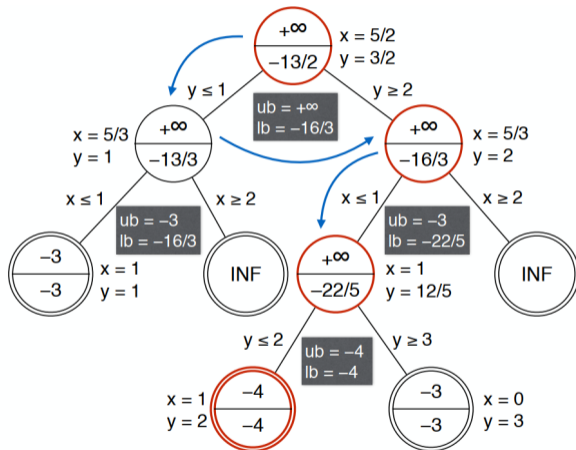 +∞
-13/2
x = 5/2
y = 3/2
y ≤ 1
y ≥ 2
ub = +∞
lb = -16/3
x = 5/3
y = 1
+∞
-13/3
+∞
-16/3
x = 5/3
y = 2
x ≤ 1
x ≥ 2
ub = -3
lb = -16/3
x ≤ 1
x ≥ 2
ub = -3
lb = -22/5
-3
-3
x = 1
y = 1
INF
+∞
-22/5
x = 1
y = 12/5
INF
y ≤ 2
y ≥ 3
ub = -4
lb = -4
x = 1
y = 2
-4
-4
-3
-3
x = 0
y = 3